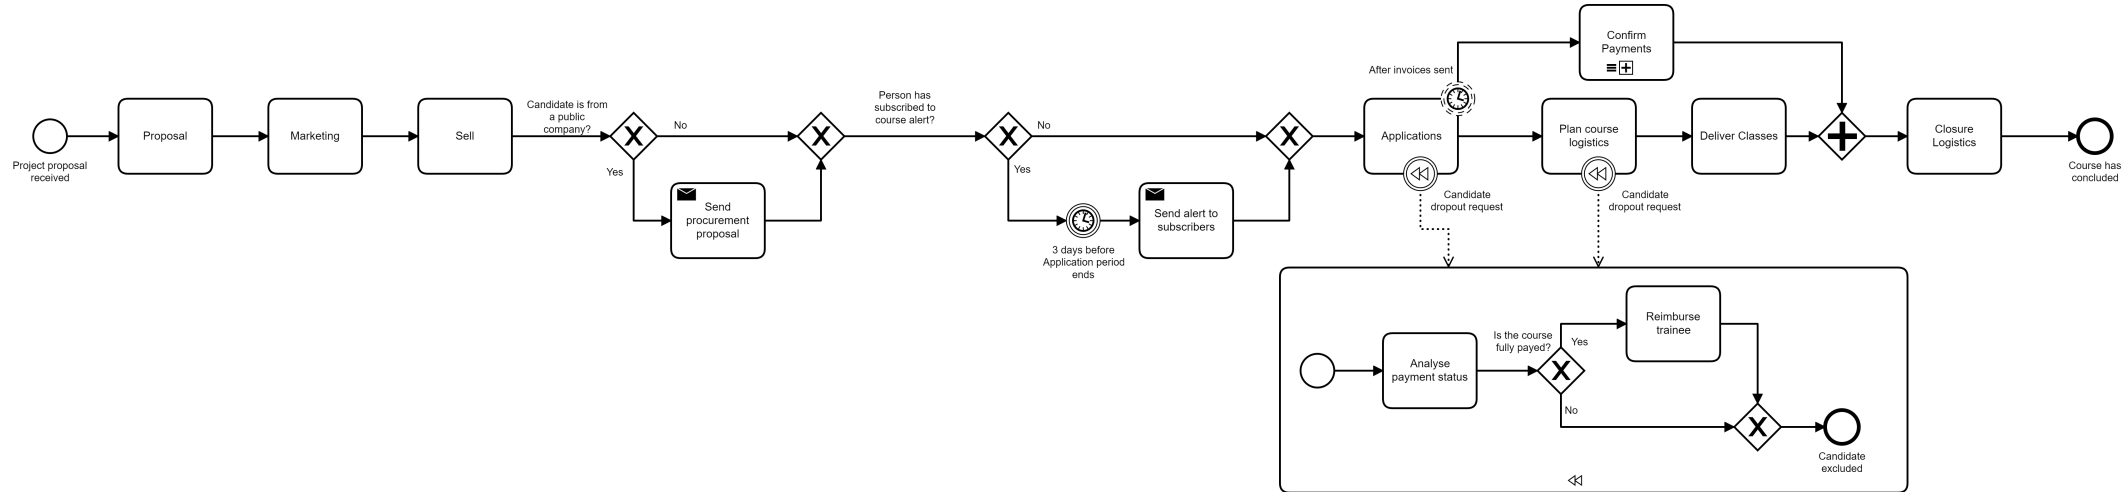 Project proposal
received
Proposal
Marketing
Sell
Candidate is from
a public
company?
No
Yes
Send
procurement
proposal
Person has
subscribed to
course alert?
No
Yes
3 days before
Application period
ends
Send alert to
subscribers
Applications
After invoices sent
Candidate
dropout request
Confirm
Payments
Plan course
logistics
Candidate
dropout request
Deliver Classes
Closure
Logistics
Course has
concluded
Analyse
payment status
Is the course
fully payed?
Yes
No
Reimburse
trainee
Candidate
excluded